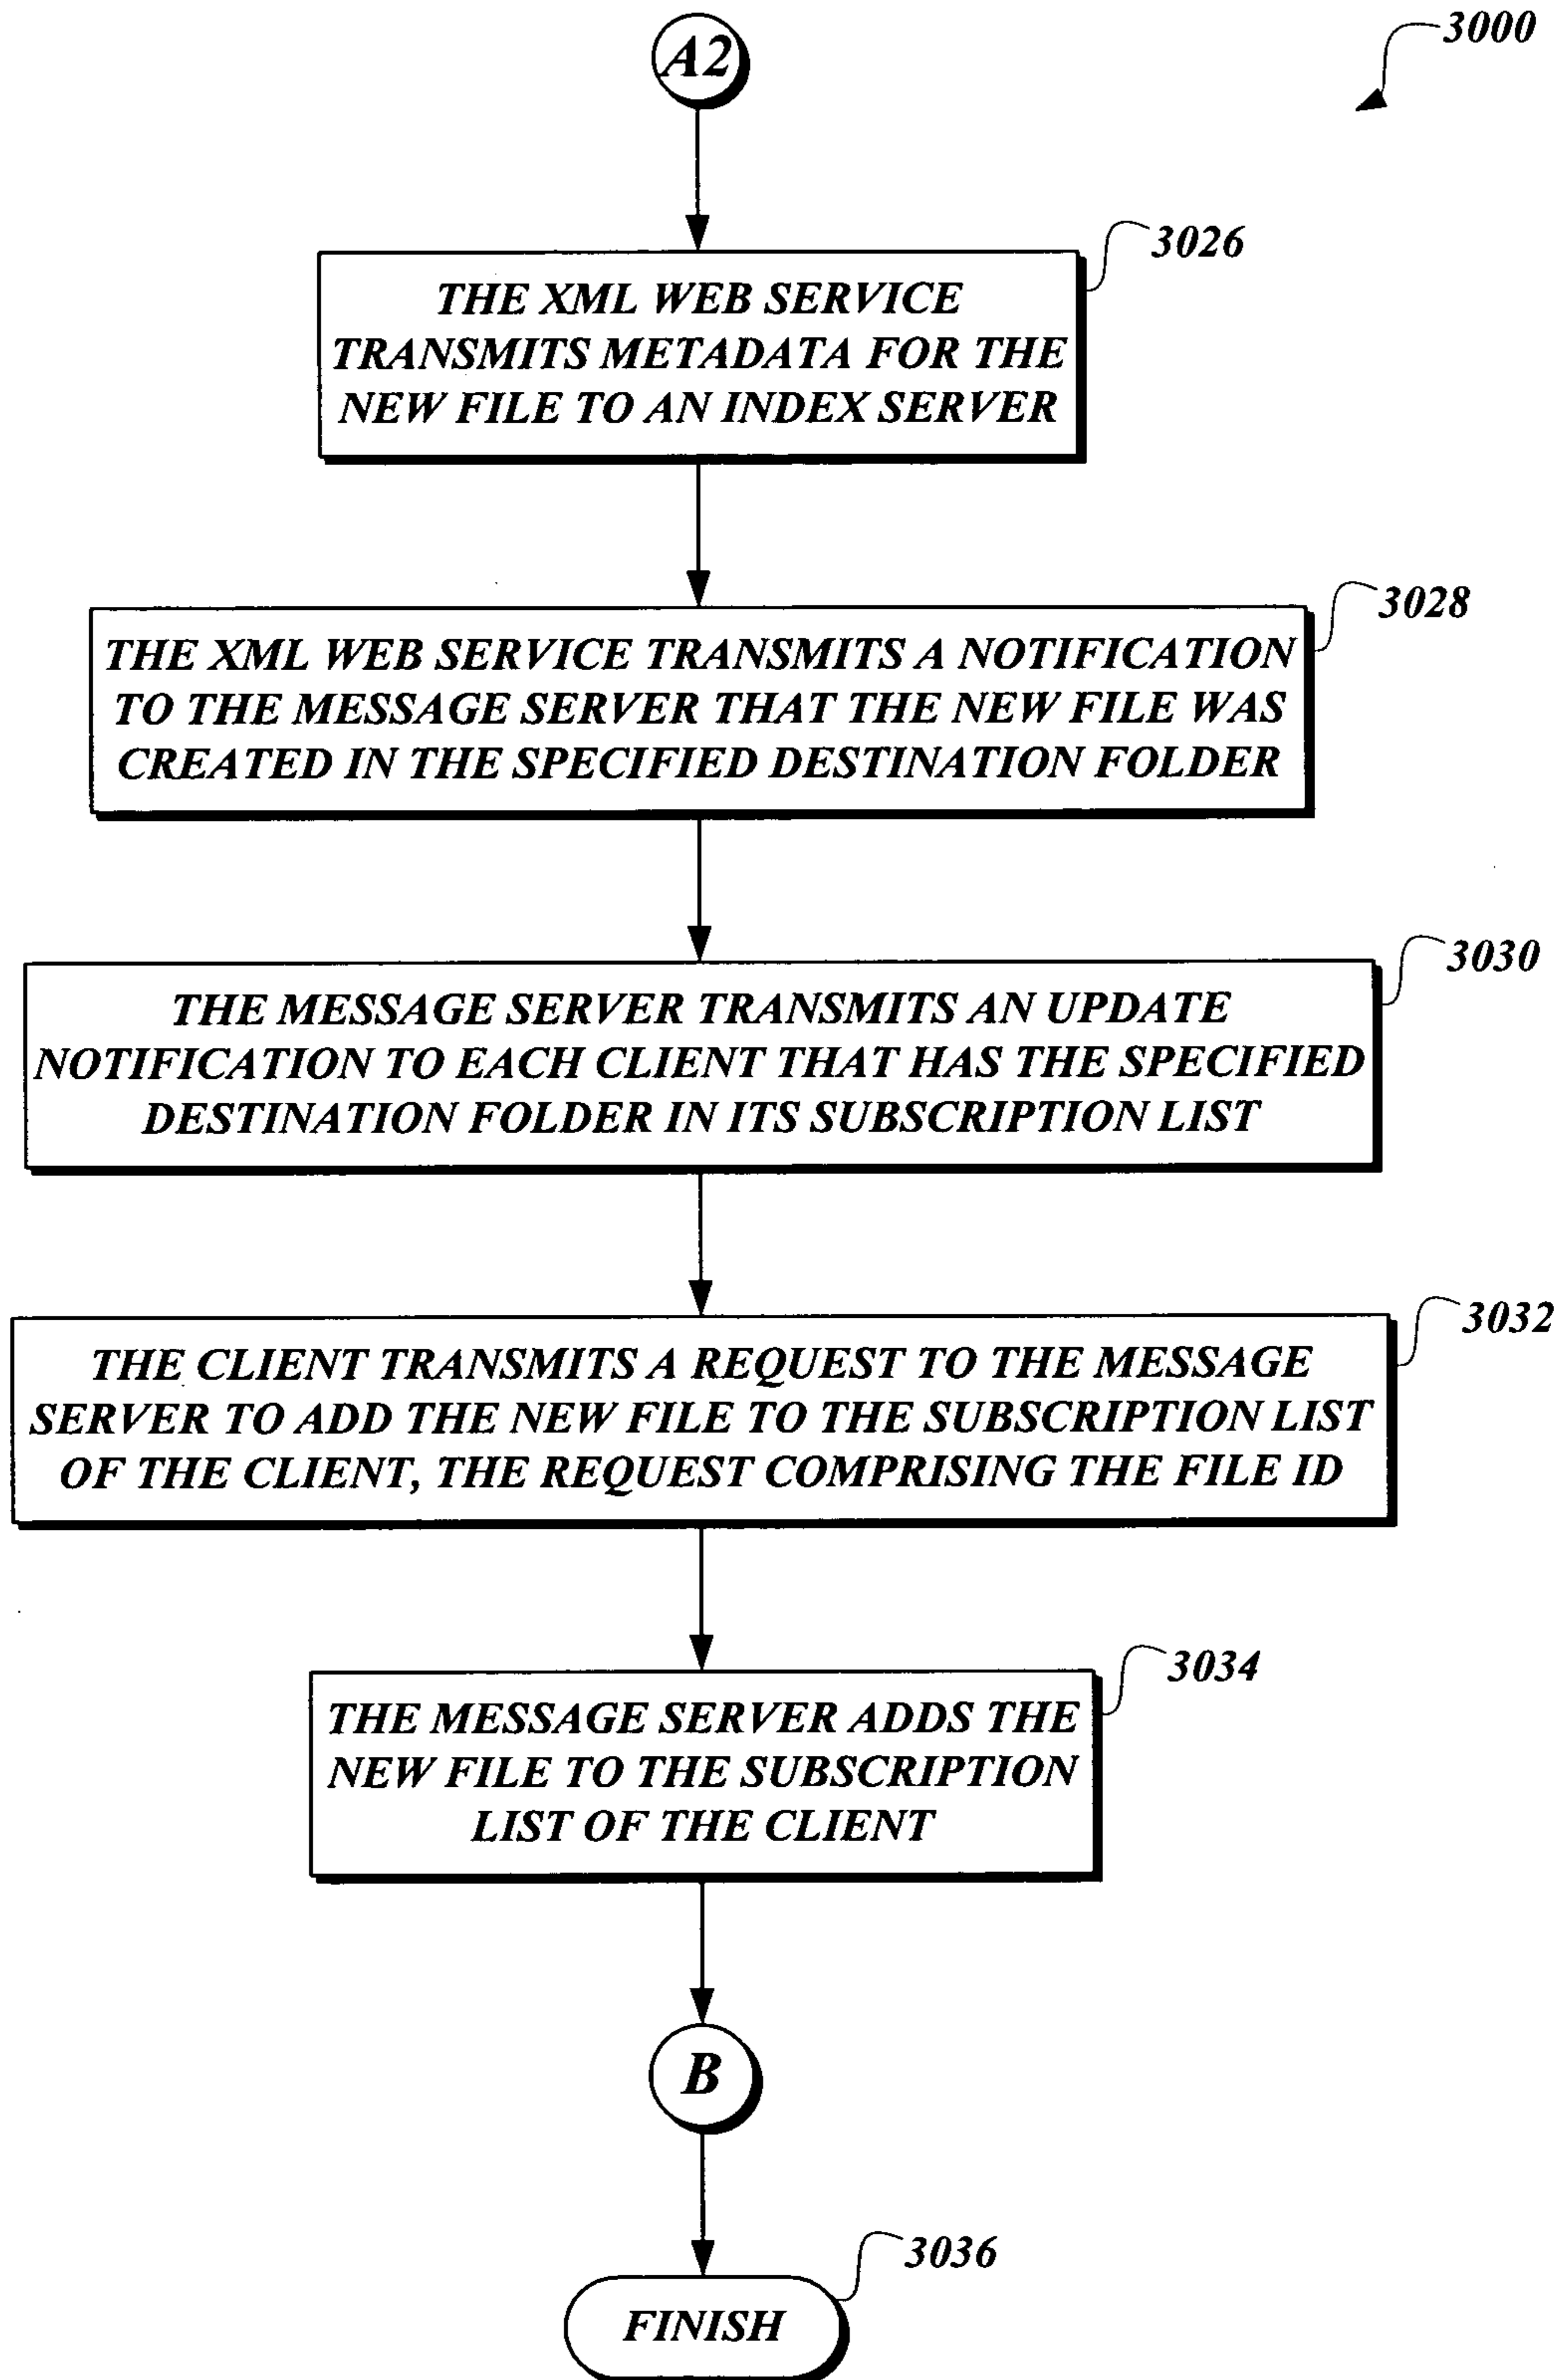 A2
3000
3026
THE XML WEB SERVICE
TRANSMITS METADATA FOR THE
NEW FILE TO AN INDEX SERVER
3028
THE XML WEB SERVICE TRANSMITS A NOTIFICATION
TO THE MESSAGE SERVER THAT THE NEW FILE WAS
CREATED IN THE SPECIFIED DESTINATION FOLDER
3030
THE MESSAGE SERVER TRANSMITS AN UPDATE
NOTIFICATION TO EACH CLIENT THAT HAS THE SPECIFIED
DESTINATION FOLDER IN ITS SUBSCRIPTION LIST
3032
THE CLIENT TRANSMITS A REQUEST TO THE MESSAGE
SERVER TO ADD THE NEW FILE TO THE SUBSCRIPTION LIST
OF THE CLIENT, THE REQUEST COMPRISING THE FILE ID
3034
THE MESSAGE SERVER ADDS THE
NEW FILE TO THE SUBSCRIPTION
LIST OF THE CLIENT
B
3036
FINISH